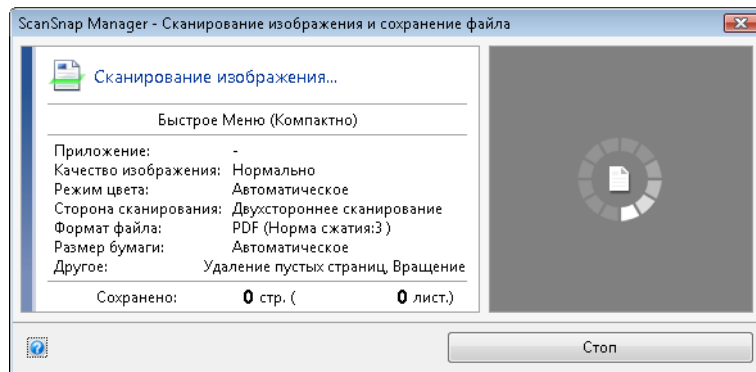 ScanSnap Manager - Сканирование изображения и сохранение файла
Сканирование изображения...
Быстрое Меню (Компактно)
Приложение: -
Качество изображения: Нормально
Режим цвета: Автоматическое
Сторона сканирования: Двухстороннее сканирование
Формат файла: PDF (Норма сжатия:3 )
Размер бумаги: Автоматическое
Другое: Удаление пустых страниц, Вращение
Сохранено: 0 стр. ( 0 лист.)
Стоп